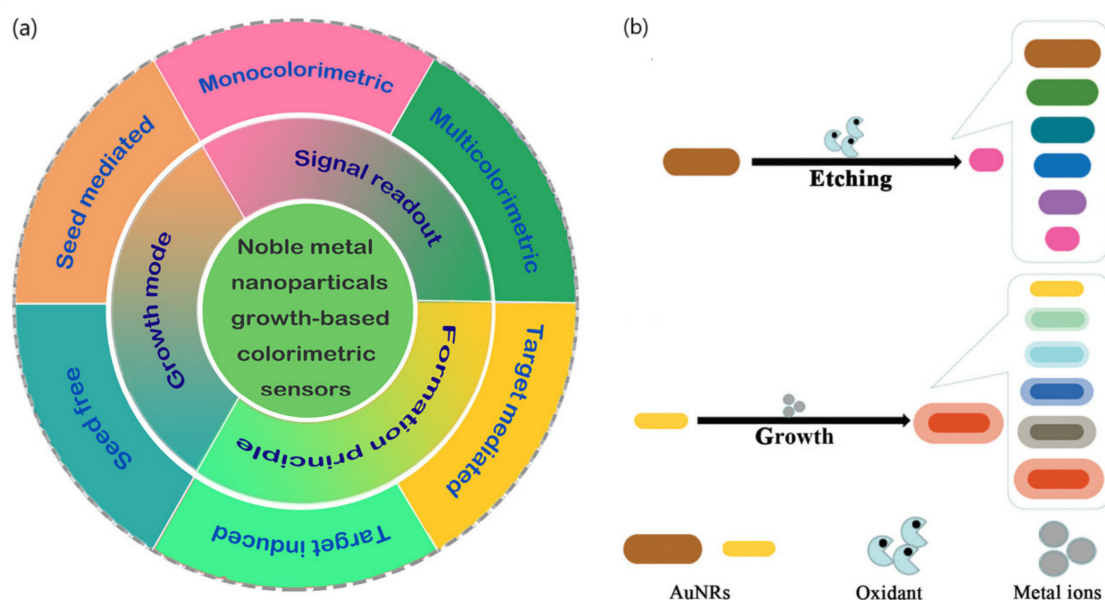 (a)
Monocolorimetric
Multicolorimetric
Target mediated
Target induced
Seed free
Seed mediated
Signal readout
Formation principle
Growth mode
Noble metal
nanoparticals
growth-based
colorimetric
sensors
(b)
Etching
Growth
AuNRs
Oxidant
Metal ions